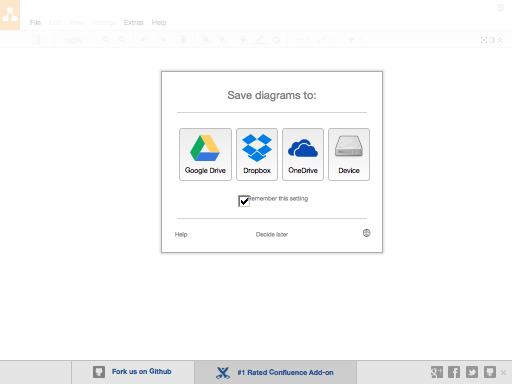 File Edit View Arrange Extras Help
Save diagrams to:
Google Drive Dropbox OneDrive Device
Remember this setting
Help Decide later
Fork us on Github #1 Rated Confluence Add-on